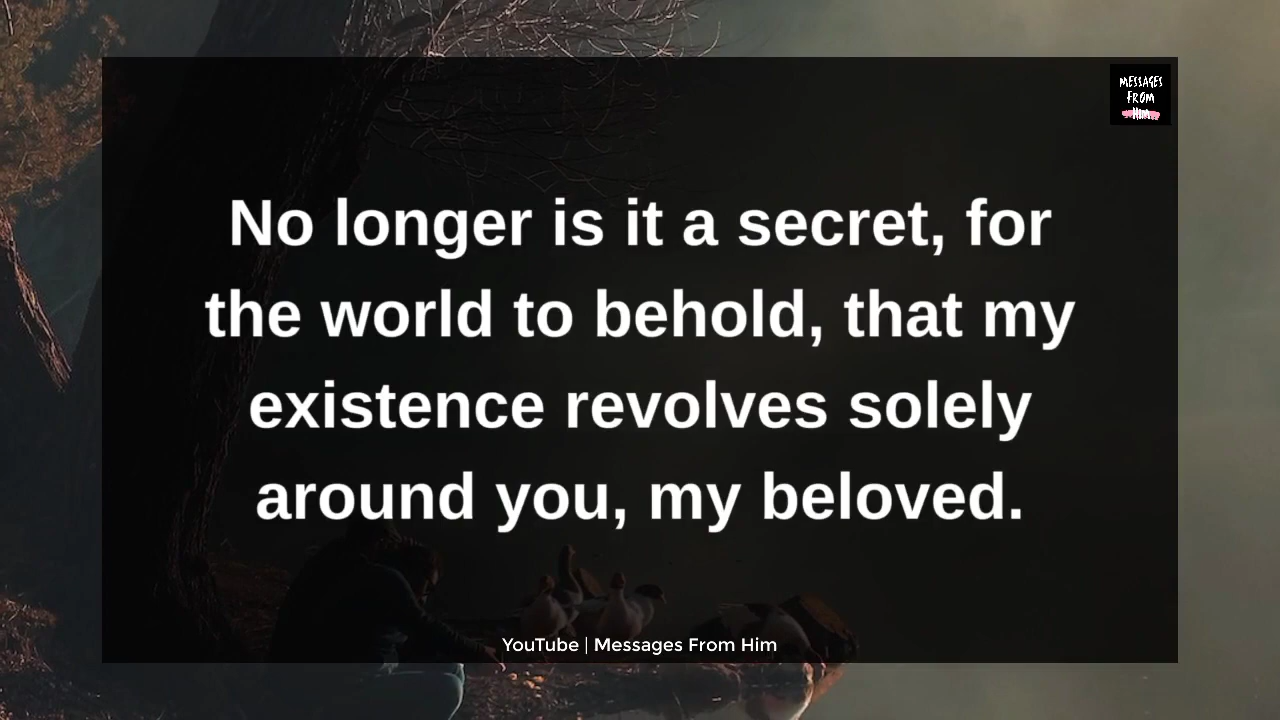 MESSAGES
FROM
HIM
No longer is it a secret, for
the world to behold, that my
existence revolves solely
around you, my beloved.
YouTube | Messages From Him